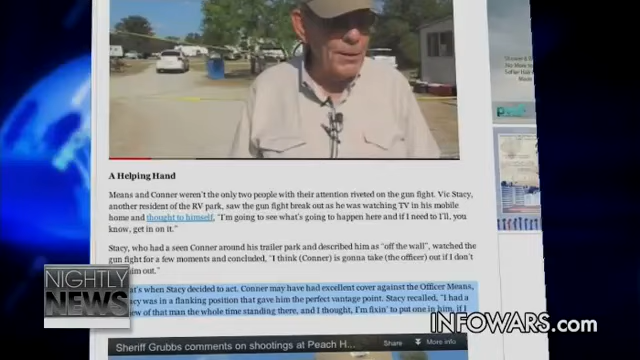 A Helping Hand
Means and Conner weren't the only two people with their attention riveted on the gun fight. Vic Stacy,
another resident of the RV park, saw the gun fight break out as he was watching TV in his mobile
home and thought to himself, "I'm going to see what's going to happen here and if I need to I'll, you
know, get in on it."
Stacy, who had a seen Conner around his trailer park and described him as "off the wall", watched the
gun fight for a few moments and concluded, "I think (Conner) is gonna take (the officer) out if I don't
him out."
Stacy decided to act. Conner may have had excellent cover against the Officer Means,
was in a flanking position that gave him the perfect vantage point. Stacy recalled, "I had a
of that man the whole time standing there, and I thought, I'm fixin' to put one in him, if I
NIGHTLY
NEWS
INFOWARS.com
Sheriff Grubbs comments on shootings at Peach H... Share More info